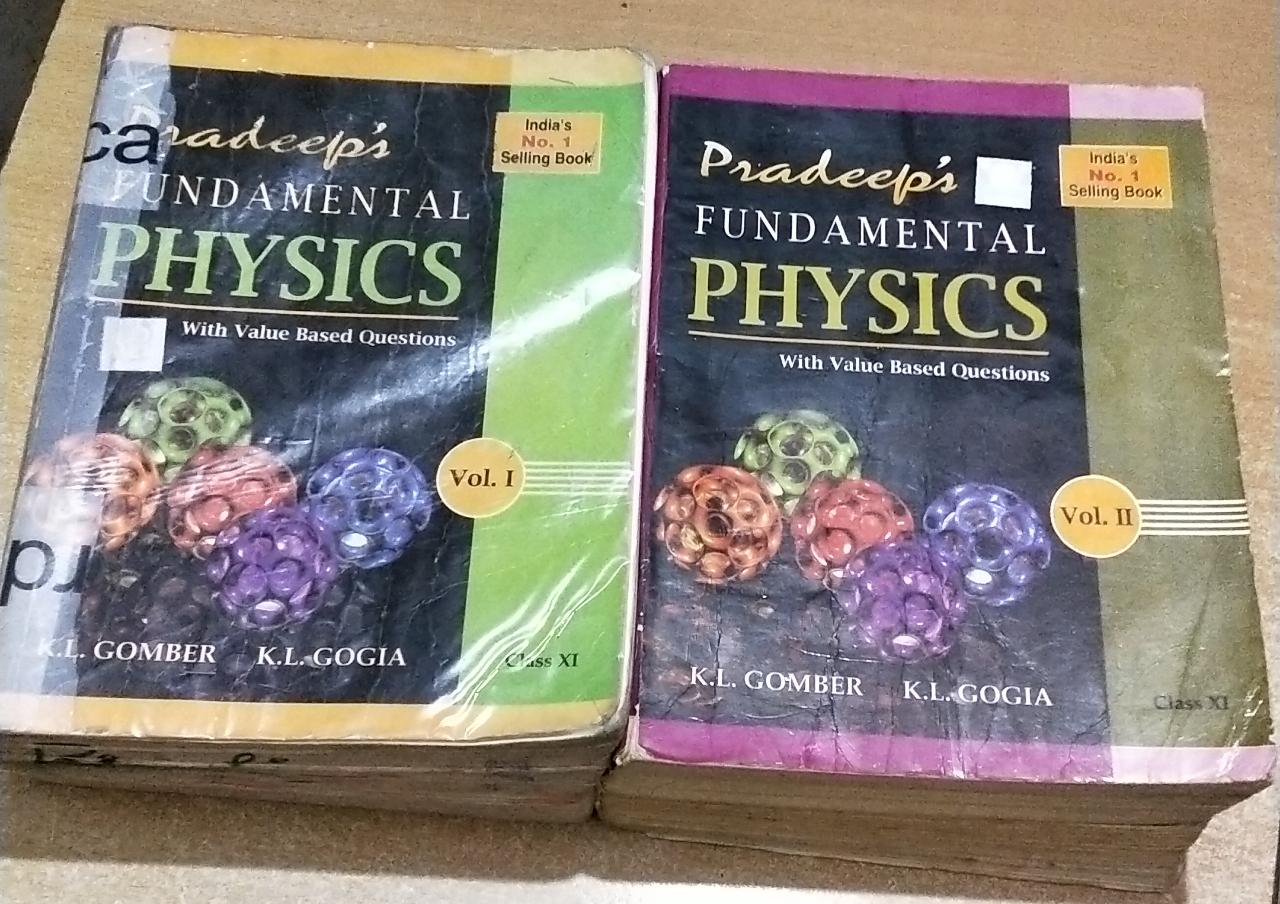 ca
Pradeep's
FUNDAMENTAL
PHYSICS
With Value Based Questions
India's
No. 1
Selling Book
Vol. I
K.L. GOMBER K.L. GOGIA
Class XI
Pradeep's
FUNDAMENTAL
PHYSICS
With Value Based Questions
India's
No. 1
Selling Book
Vol. II
K.L. GOMBER K.L. GOGIA
Class XI